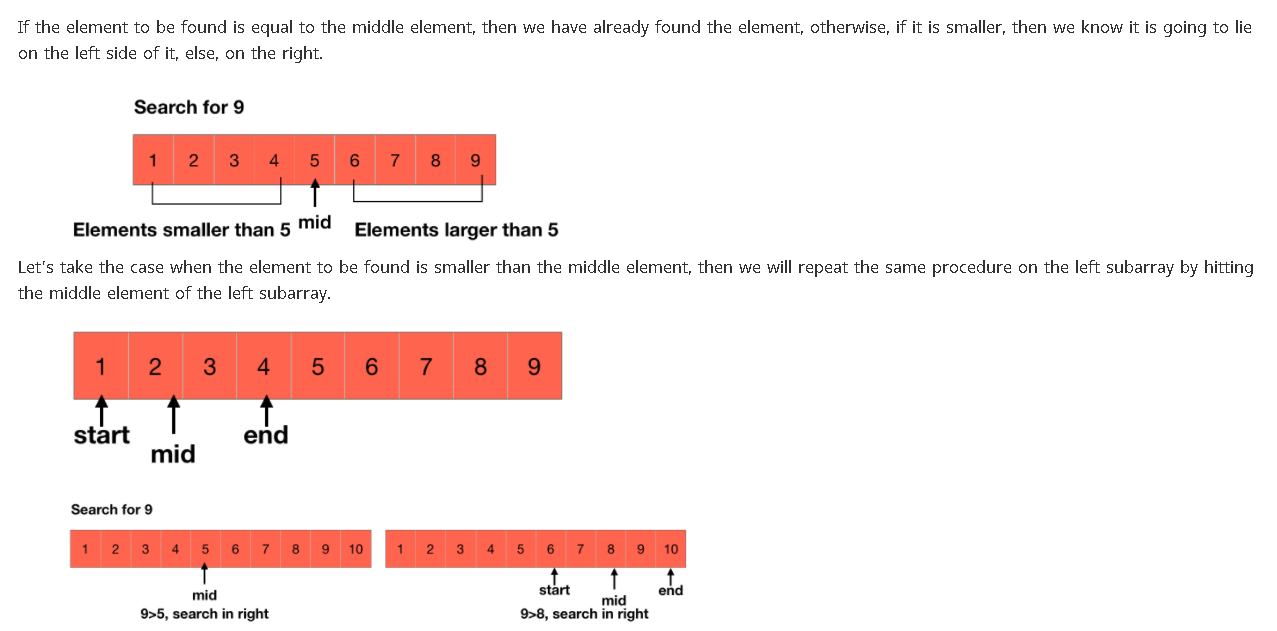 If the element to be found is equal to the middle element, then we have already found the element, otherwise, if it is smaller, then we know it is going to lie
on the left side of it, else, on the right.
Search for 9
1 2 3 4 5 6 7 8 9
Elements smaller than 5 mid Elements larger than 5
Let's take the case when the element to be found is smaller than the middle element, then we will repeat the same procedure on the left subarray by hitting
the middle element of the left subarray.
1 2 3 4 5 6 7 8 9
start mid end
Search for 9
1 2 3 4 5 6 7 8 9 10 1 2 3 4 5 6 7 8 9 10
mid start mid end
9>5, search in right 9>8, search in right